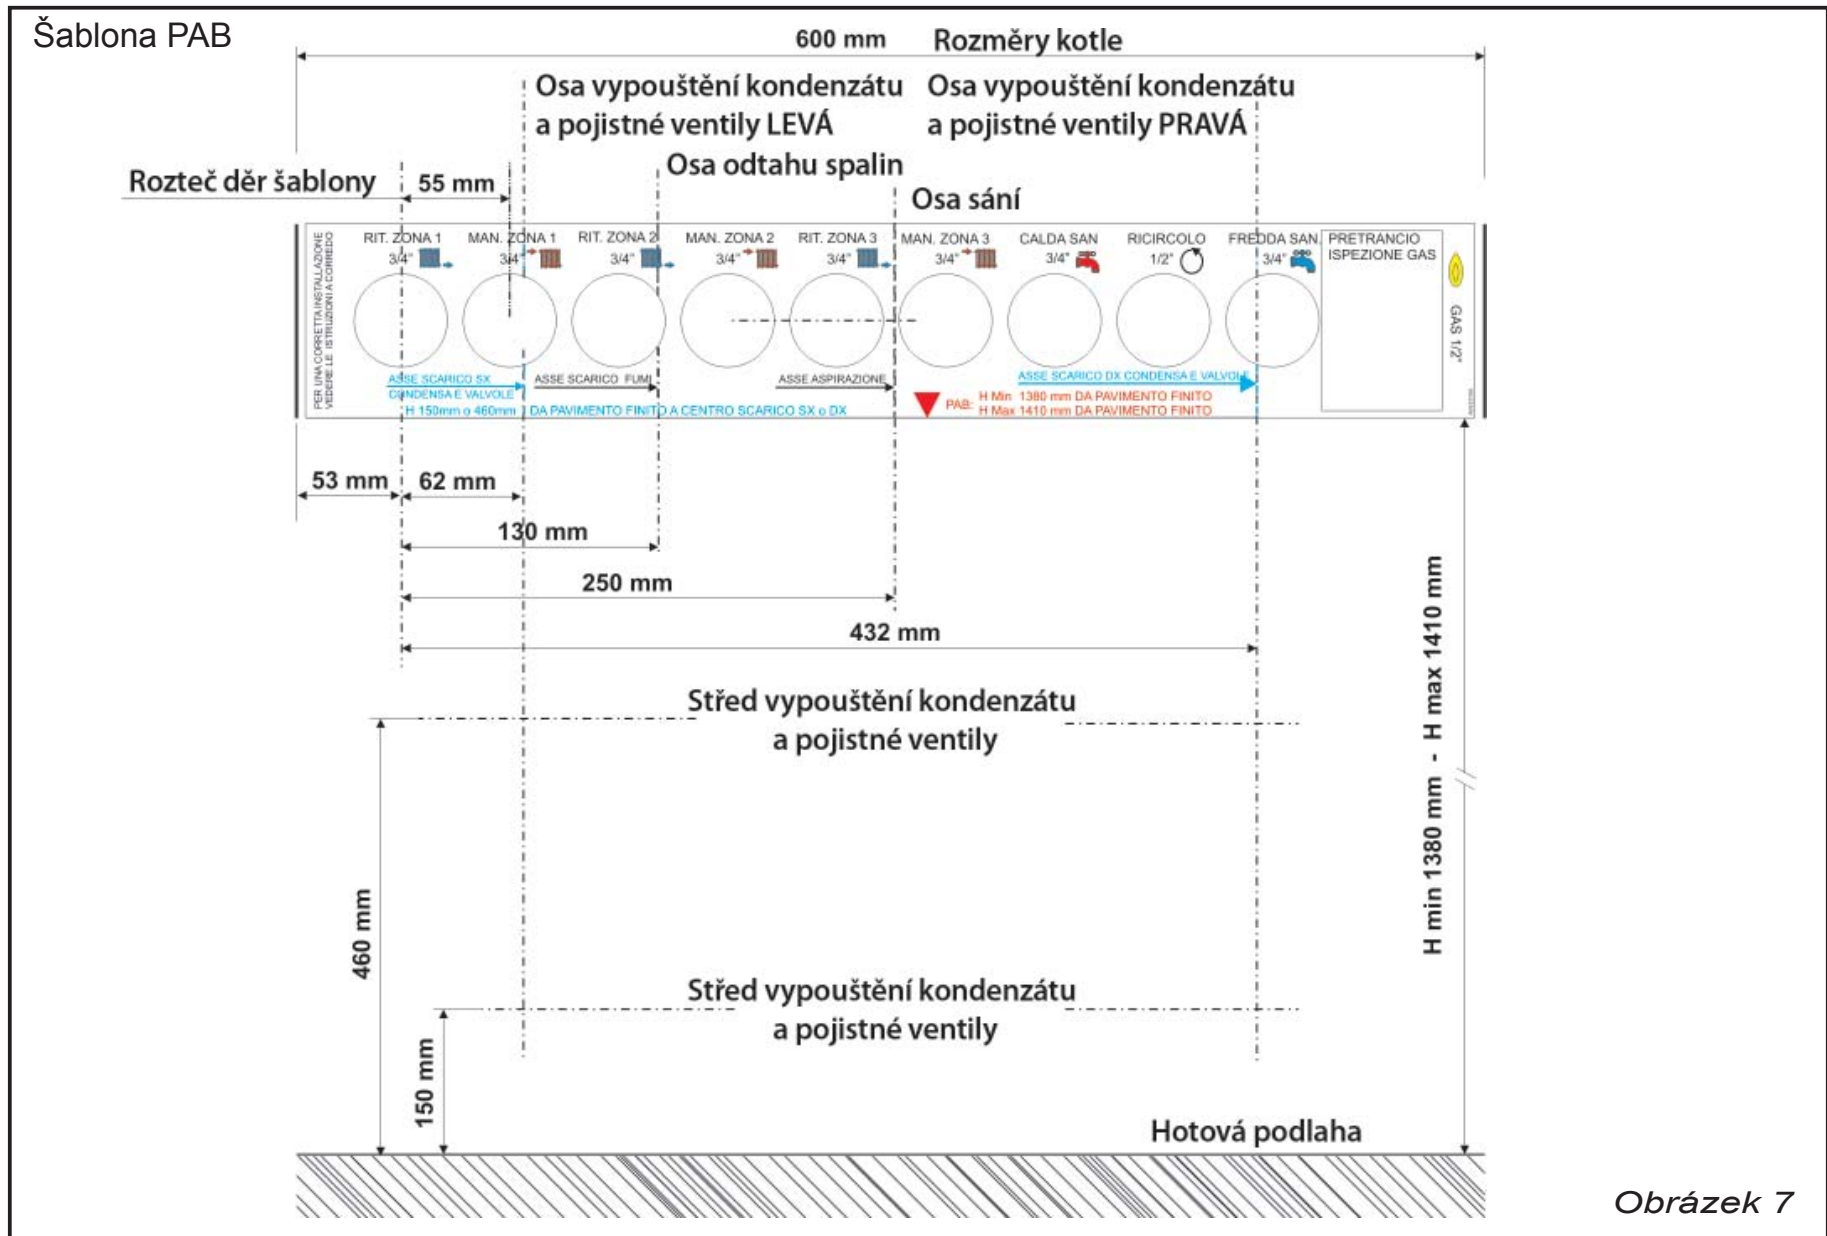 Šablona PAB
600 mm Rozměry kotle
Osa vypouštění kondenzátu
a pojistné ventily LEVÁ
Osa vypouštění kondenzátu
a pojistné ventily PRAVÁ
Osa odtahu spalin
Rozteč děr šablony
55 mm
Osa sání
PER UNA CORRETTA INSTALLAZIONE
VEDERE LE ISTRUZIONI A CORREDO
RIT. ZONA 1
3/4"
MAN. ZONA 1
3/4"
RIT. ZONA 2
3/4"
MAN. ZONA 2
3/4"
RIT. ZONA 3
3/4"
MAN. ZONA 3
3/4"
CALDA SAN
3/4"
RICIRCOLO
1/2"
FREDDA SAN.
3/4"
PRETRANCIO
ISPEZIONE GAS
GAS 1/2"
ASSE SCARICO SX
CONDENSA E VALVOLE
ASSE SCARICO FUMI
ASSE ASPIRAZIONE
ASSE SCARICO DX CONDENSA E VALVOLE
H 150mm o 460mm DA PAVIMENTO FINITO A CENTRO SCARICO SX o DX
PAB: H Min 1380 mm DA PAVIMENTO FINITO
H Max 1410 mm DA PAVIMENTO FINITO
53 mm
62 mm
130 mm
250 mm
432 mm
Střed vypouštění kondenzátu
a pojistné ventily
460 mm
H min 1380 mm - H max 1410 mm
Střed vypouštění kondenzátu
a pojistné ventily
150 mm
Hotová podlaha
Obrázek 7